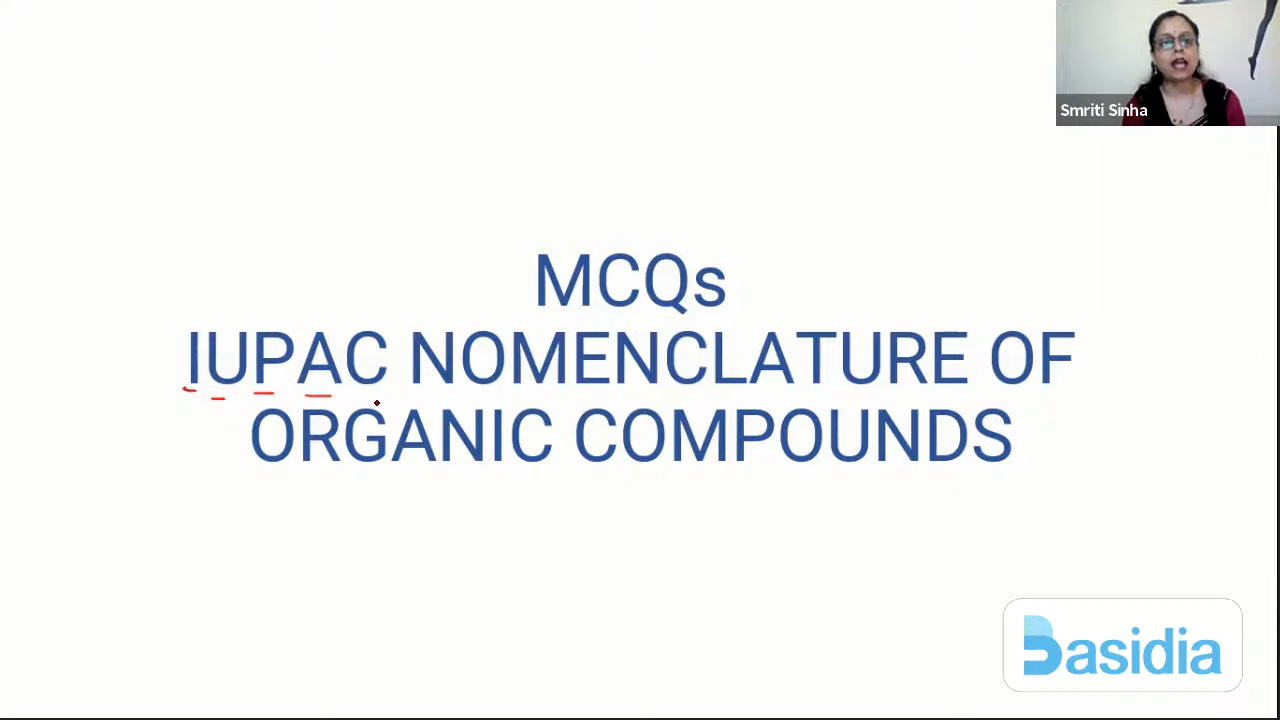 Smriti Sinha
MCQs
IUPAC NOMENCLATURE OF
ORGANIC COMPOUNDS
Basidia